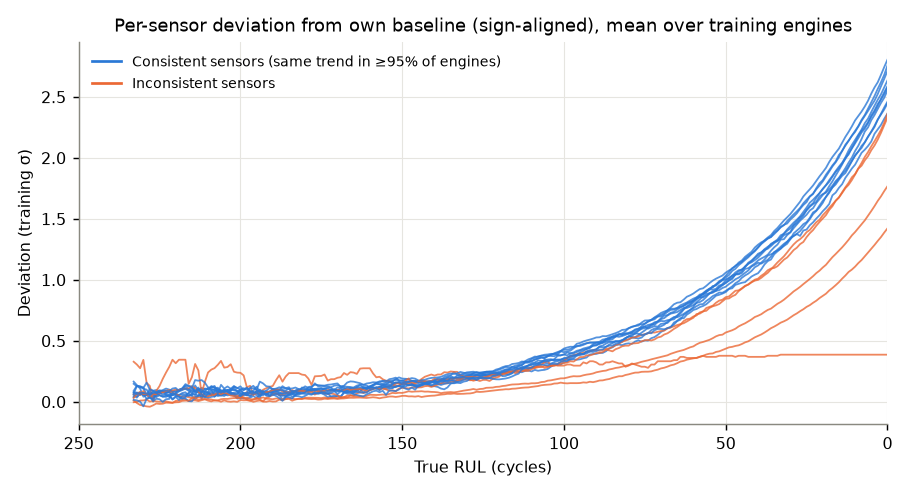 Per-sensor deviation from own baseline (sign-aligned), mean over training engines
Consistent sensors (same trend in ≥95% of engines)
Inconsistent sensors
Deviation (training σ)
2.5
2.0
1.5
1.0
0.5
0.0
250 200 150 100 50 0
True RUL (cycles)